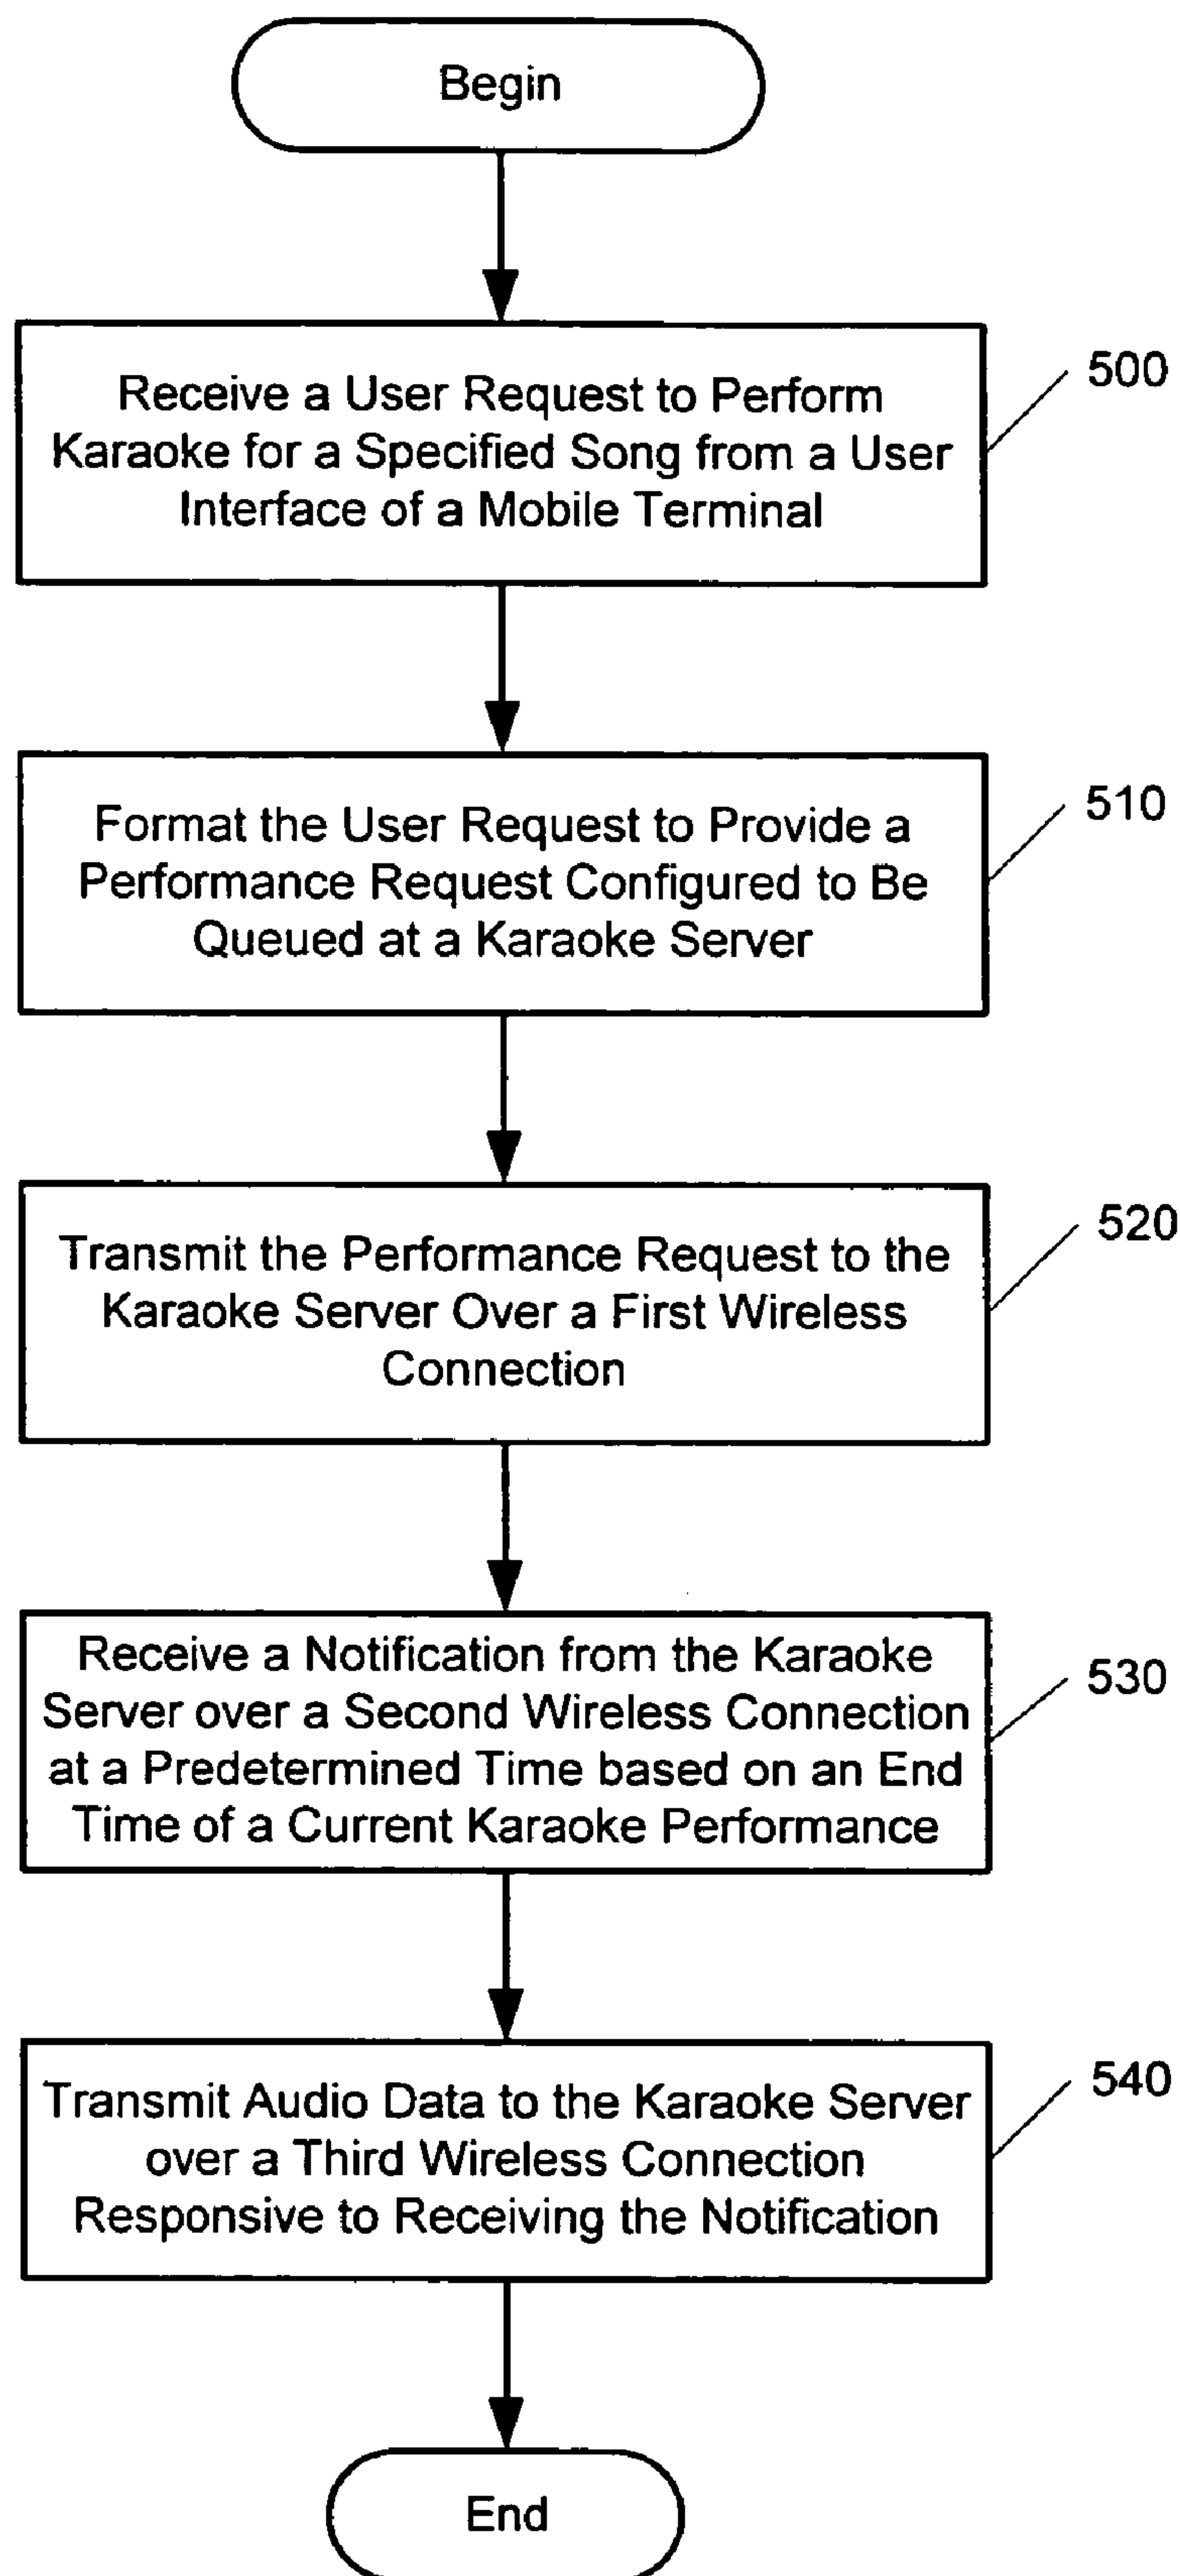 Begin
Receive a User Request to Perform
Karaoke for a Specified Song from a User
Interface of a Mobile Terminal
500
Format the User Request to Provide a
Performance Request Configured to Be
Queued at a Karaoke Server
510
Transmit the Performance Request to the
Karaoke Server Over a First Wireless
Connection
520
Receive a Notification from the Karaoke
Server over a Second Wireless Connection
at a Predetermined Time based on an End
Time of a Current Karaoke Performance
530
Transmit Audio Data to the Karaoke Server
over a Third Wireless Connection
Responsive to Receiving the Notification
540
End